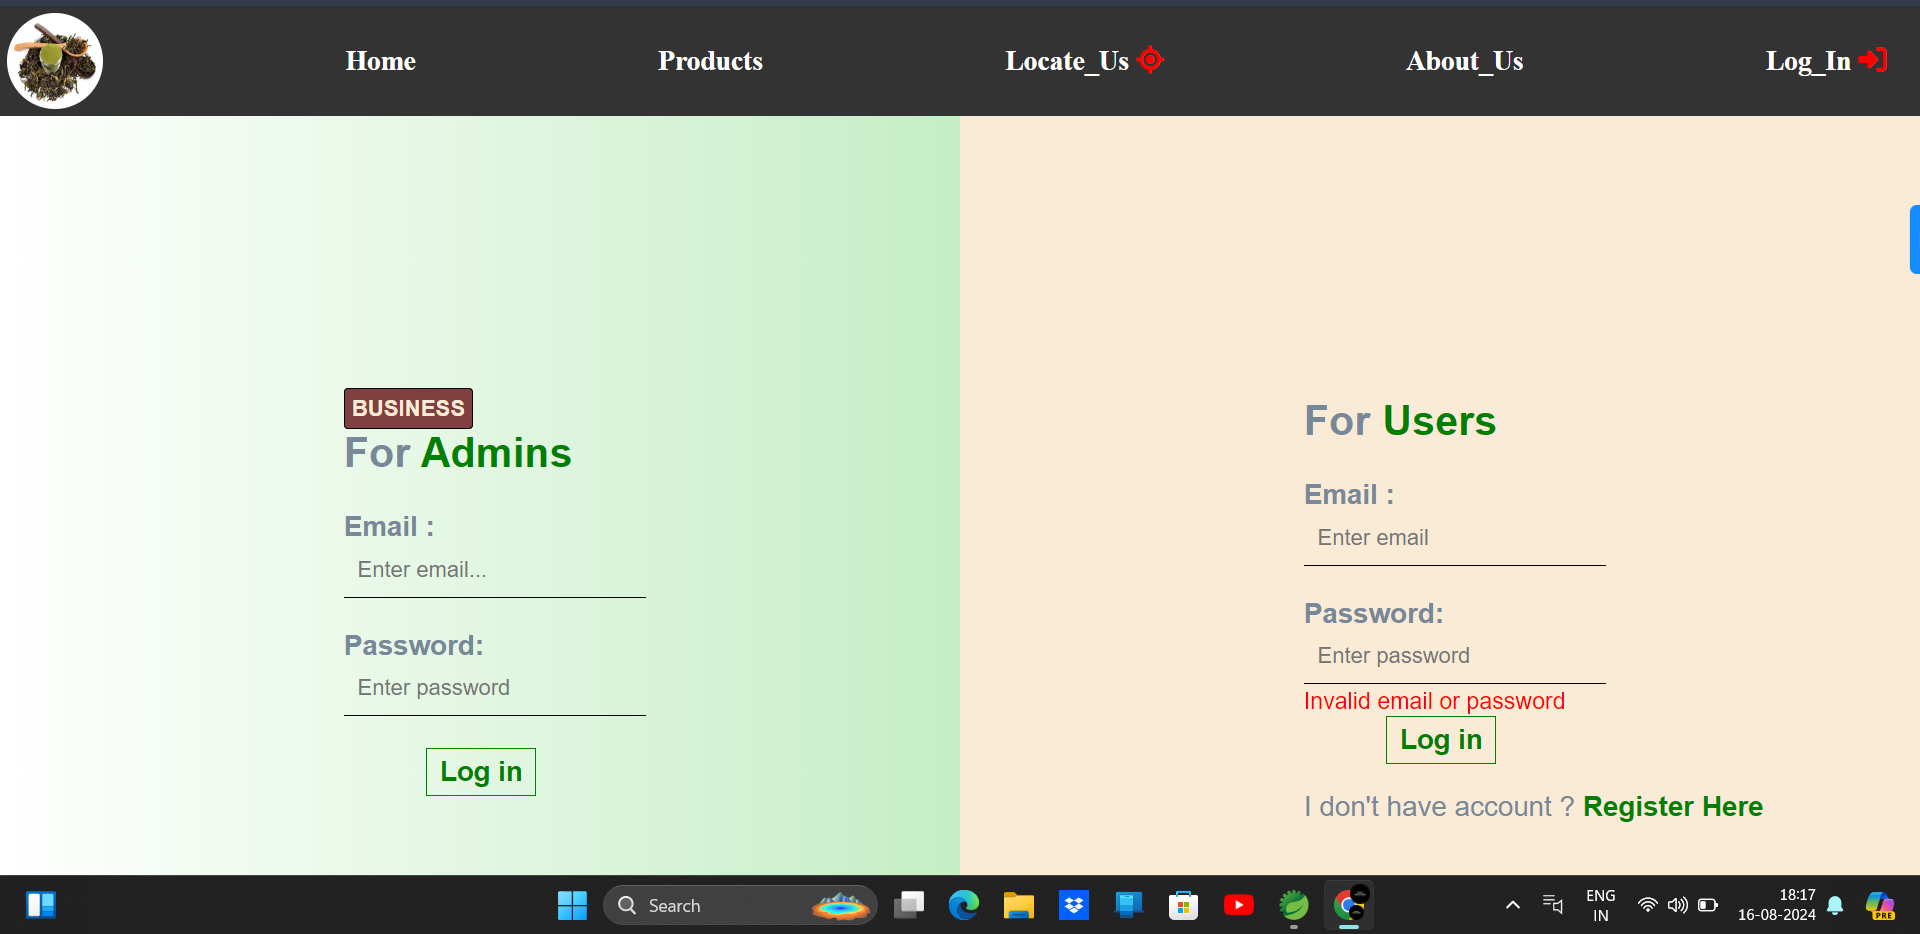 Home Products Locate_Us About_Us Log_In
BUSINESS
For Admins
Email :
Enter email...
Password:
Enter password
Log in
For Users
Email :
Enter email
Password:
Enter password
Invalid email or password
Log in
I don't have account ? Register Here
Search
ENG
IN
18:17
16-08-2024
PRE